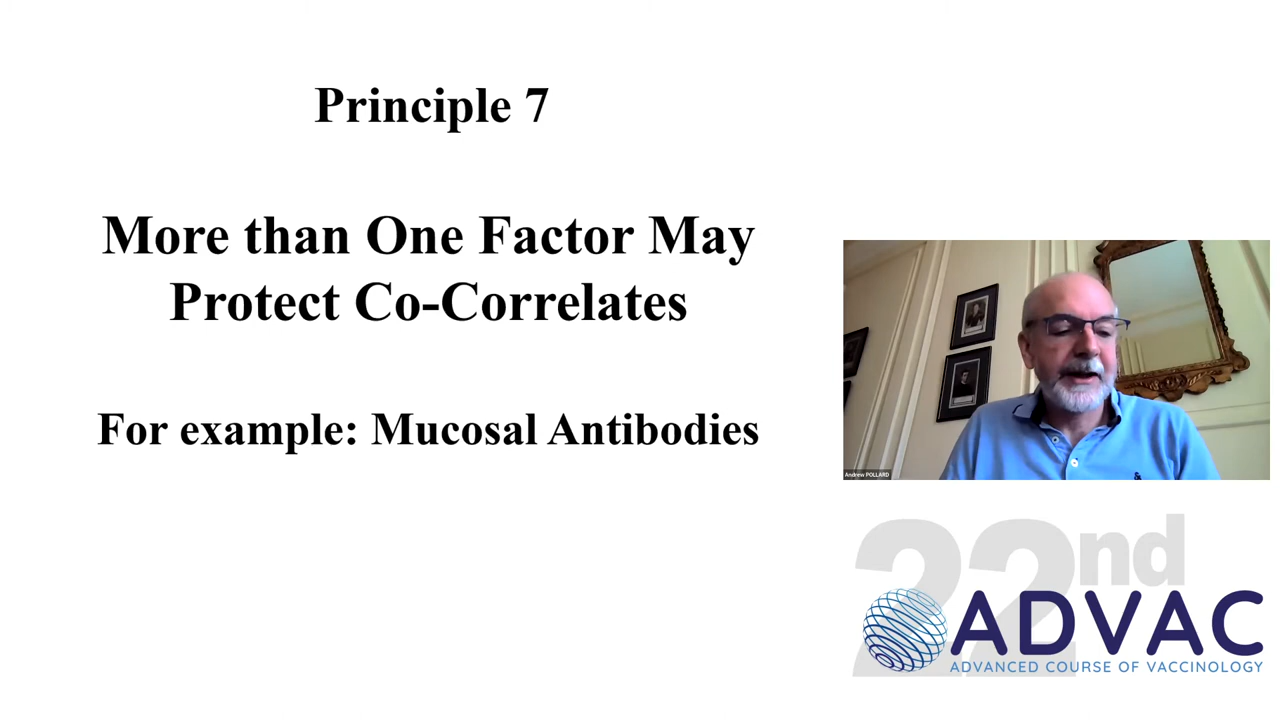 Principle 7
More than One Factor May
Protect Co-Correlates
For example: Mucosal Antibodies
Andrew POLLARD
22nd
ADVAC
ADVANCED COURSE OF VACCINOLOGY